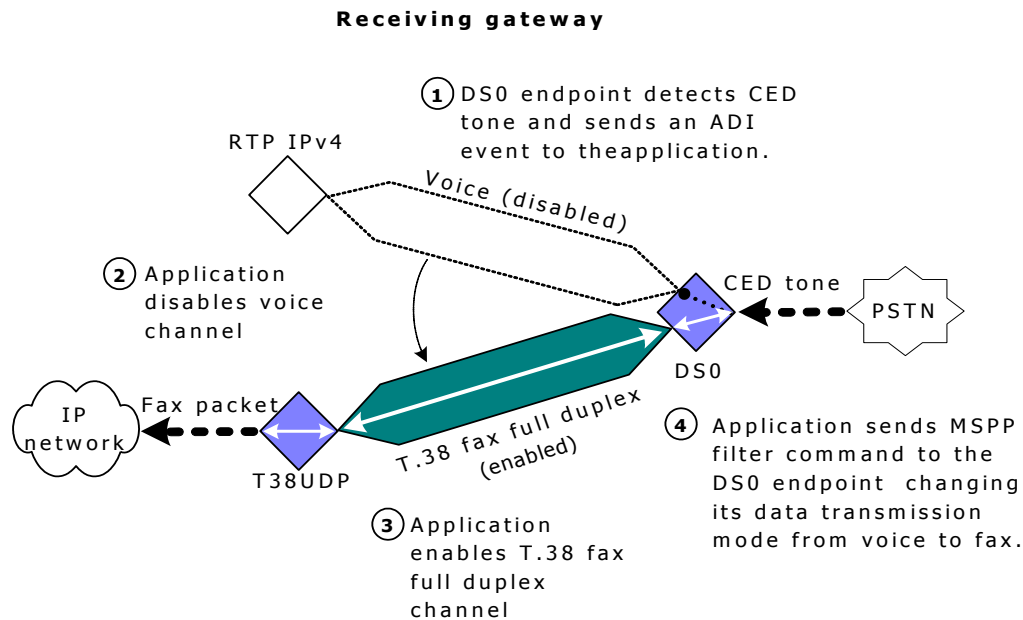 Receiving gateway
1 DS0 endpoint detects CED
tone and sends an ADI
event to theapplication.
RTP IPv4
Voice (disabled)
2 Application
disables voice
channel
CED tone
PSTN
DS0
IP
network
Fax packet
T38UDP
T.38 fax full duplex
(enabled)
3 Application
enables T.38 fax
full duplex
channel
4 Application sends MSPP
filter command to the
DS0 endpoint changing
its data transmission
mode from voice to fax.